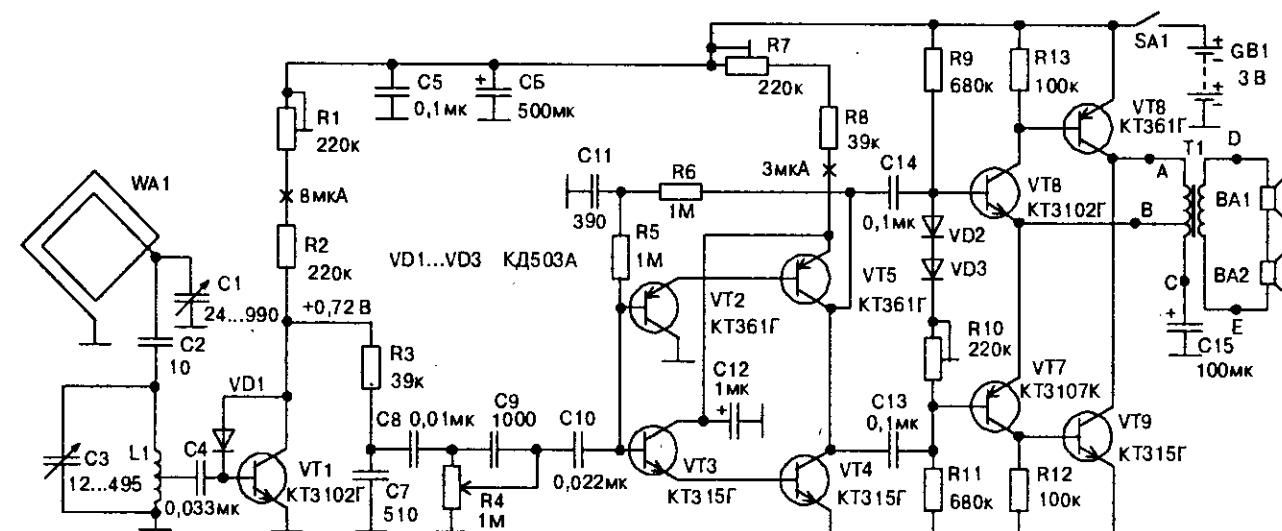 R7
220к
SA1
GB1
3В
R9
680к
R13
100к
C5
0,1мк
C6
500мк
R1
220к
R8
39к
VT8
КТ361Г
WA1
8мкА
C11
390
R6
1М
3мкА
C14
0,1мк
T1
A
D
B
BA1
VT8
КТ3102Г
R2
220к
VD1...VD3 КД503А
R5
1М
VD2
VD3
C1
24...990
+0,72В
VT2
КТ361Г
VT5
КТ361Г
C
BA2
E
C2
10
R3
39к
R10
220к
C15
100мк
VD1
C8
0,01мк
C9
1000
C10
0,022мк
C12
1мк
C13
0,1мк
VT7
КТ3107К
C3
12...495
L1
C4
0,033мк
VT1
КТ3102Г
C7
510
R4
1М
VT3
КТ315Г
VT4
КТ315Г
R11
680к
R12
100к
VT9
КТ315Г